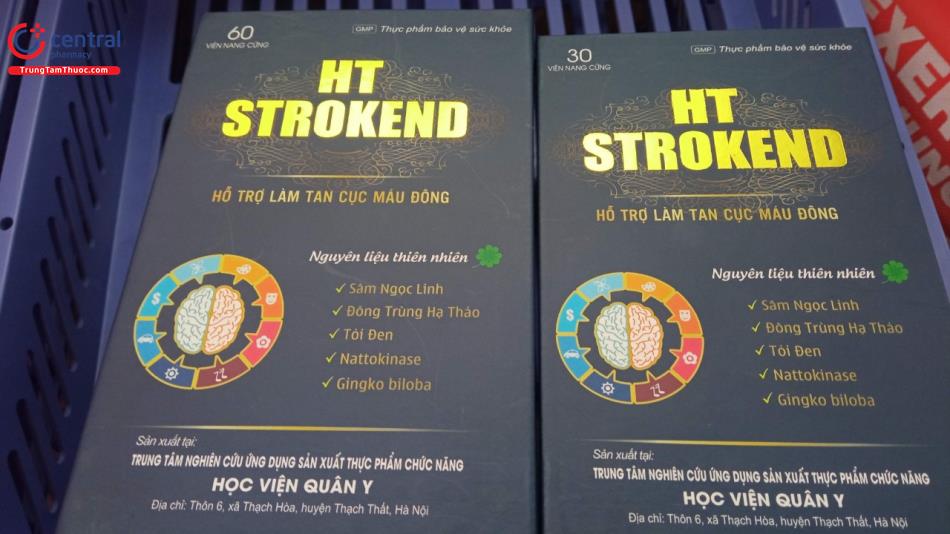 central
pharmacy
TrungTamThuoc.com
60
VIÊN NANG CỨNG
GMP Thực phẩm bảo vệ sức khỏe
HT
STROKEND
HỖ TRỢ LÀM TAN CỤC MÁU ĐÔNG
Nguyên liệu thiên nhiên
Sâm Ngọc Linh
Đông Trùng Hạ Thảo
Tỏi Đen
Nattokinase
Gingko biloba
Sản xuất tại:
TRUNG TÂM NGHIÊN CỨU ỨNG DỤNG SẢN XUẤT THỰC PHẨM CHỨC NĂNG
HỌC VIỆN QUÂN Y
Địa chỉ: Thôn 6, xã Thạch Hòa, huyện Thạch Thất, Hà Nội
30
VIÊN NANG CỨNG
GMP Thực phẩm bảo vệ sức khỏe
HT
STROKEND
HỖ TRỢ LÀM TAN CỤC MÁU ĐÔNG
Nguyên liệu thiên nhiên
Sâm Ngọc Linh
Đông Trùng Hạ Thảo
Tỏi Đen
Nattokinase
Gingko biloba
Sản xuất tại:
TRUNG TÂM NGHIÊN CỨU ỨNG DỤNG SẢN XUẤT THỰC PHẨM CHỨC NĂNG
HỌC VIỆN QUÂN Y
Địa chỉ: Thôn 6, xã Thạch Hòa, huyện Thạch Thất, Hà Nội